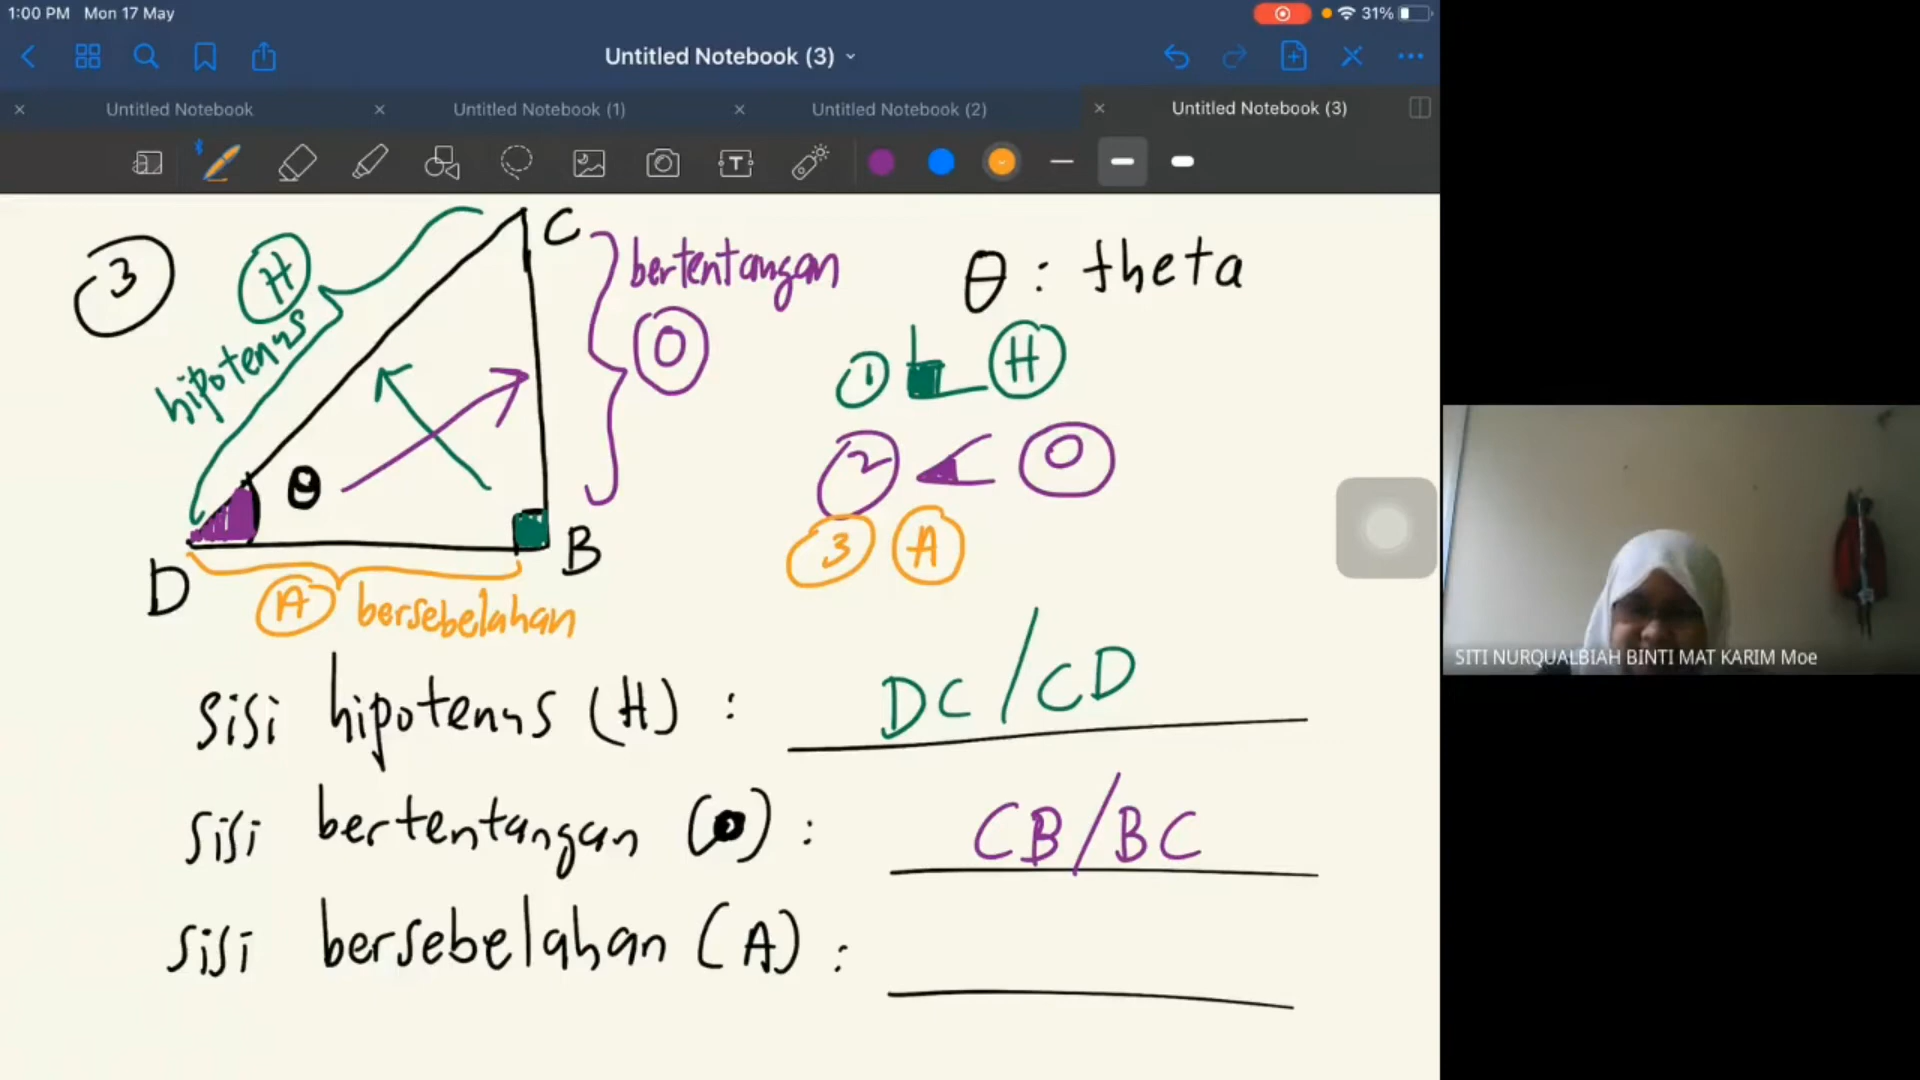 1:00 PM Mon 17 May
31%
Untitled Notebook (3)
Untitled Notebook
Untitled Notebook (1)
Untitled Notebook (2)
Untitled Notebook (3)
3
H
hipotenus
C
bertentangan
O
θ : theta
1 H
2 O
3 A
θ
D
B
A bersebelahan
sisi hipotenus (H) : DC/CD
sisi bertentangan (O) : CB/BC
sisi bersebelahan (A) :
SITI NURQUALBIAH BINTI MAT KARIM Moe